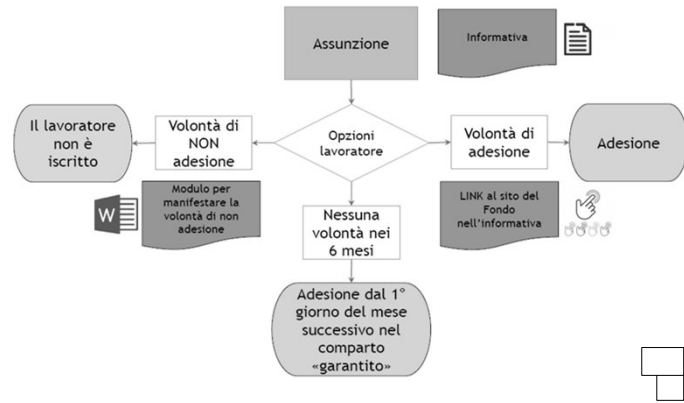 Assunzione
Informativa
Il lavoratore
non è
iscritto
Volontà di
NON
adesione
Opzioni
lavoratore
Volontà di
adesione
Adesione
W
Modulo per
manifestare la
volontà di non
adesione
Nessuna
volontà nei
6 mesi
LINK al sito del
Fondo
nell'informativa
Adesione dal 1°
giorno del mese
successivo nel
comparto
«garantito»